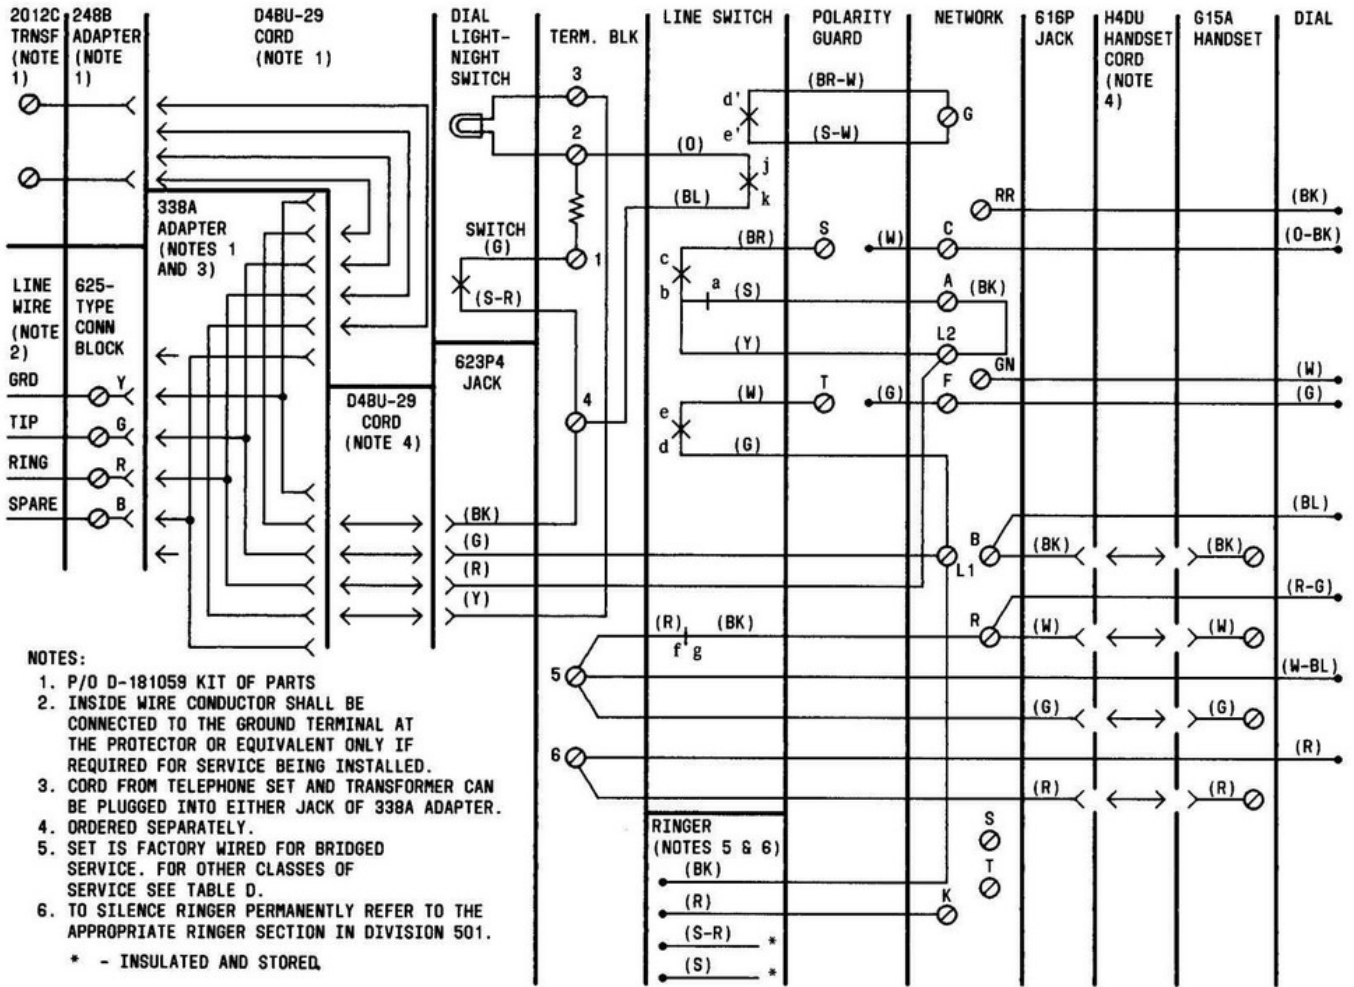 2012C TRNSF (NOTE 1)
248B ADAPTER (NOTE 1)
D4BU-29 CORD (NOTE 1)
DIAL LIGHT- NIGHT SWITCH
TERM. BLK
LINE SWITCH
POLARITY GUARD
NETWORK
616P JACK
H4DU HANDSET CORD (NOTE 4)
G15A HANDSET
DIAL
3
(BR-W)
d'
G
e'
(S-W)
2
(O)
j
k
338A ADAPTER (NOTES 1 AND 3)
(BL)
RR
(BK)
SWITCH
(G)
1
(BR)
S
(W)
C
(O-BK)
c
b
a
(S)
A
(BK)
(S-R)
LINE WIRE (NOTE 2)
625- TYPE CONN BLOCK
(Y)
L2
623P4 JACK
GN
(W)
GRD
Y
D4BU-29 CORD (NOTE 4)
4
(W)
T
(G)
F
(G)
e
d
(G)
TIP
G
RING
R
SPARE
B
(BK)
(BL)
(G)
L1
B
(BK)
(BK)
(R)
(Y)
(R-G)
(R)
f
g
(BK)
R
(W)
(W)
5
(W-BL)
(G)
(G)
6
(R)
(R)
(R)
NOTES:
1. P/O D-181059 KIT OF PARTS
2. INSIDE WIRE CONDUCTOR SHALL BE
CONNECTED TO THE GROUND TERMINAL AT
THE PROTECTOR OR EQUIVALENT ONLY IF
REQUIRED FOR SERVICE BEING INSTALLED.
3. CORD FROM TELEPHONE SET AND TRANSFORMER CAN
BE PLUGGED INTO EITHER JACK OF 338A ADAPTER.
4. ORDERED SEPARATELY.
5. SET IS FACTORY WIRED FOR BRIDGED
SERVICE. FOR OTHER CLASSES OF
SERVICE SEE TABLE D.
6. TO SILENCE RINGER PERMANENTLY REFER TO THE
APPROPRIATE RINGER SECTION IN DIVISION 501.
* - INSULATED AND STORED.
RINGER
(NOTES 5 & 6)
(BK)
(R)
K
(S-R) *
(S) *
S
T